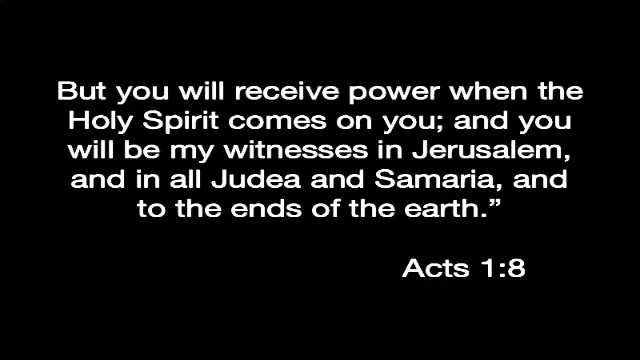 But you will receive power when the
Holy Spirit comes on you; and you
will be my witnesses in Jerusalem,
and in all Judea and Samaria, and
to the ends of the earth.”
Acts 1:8